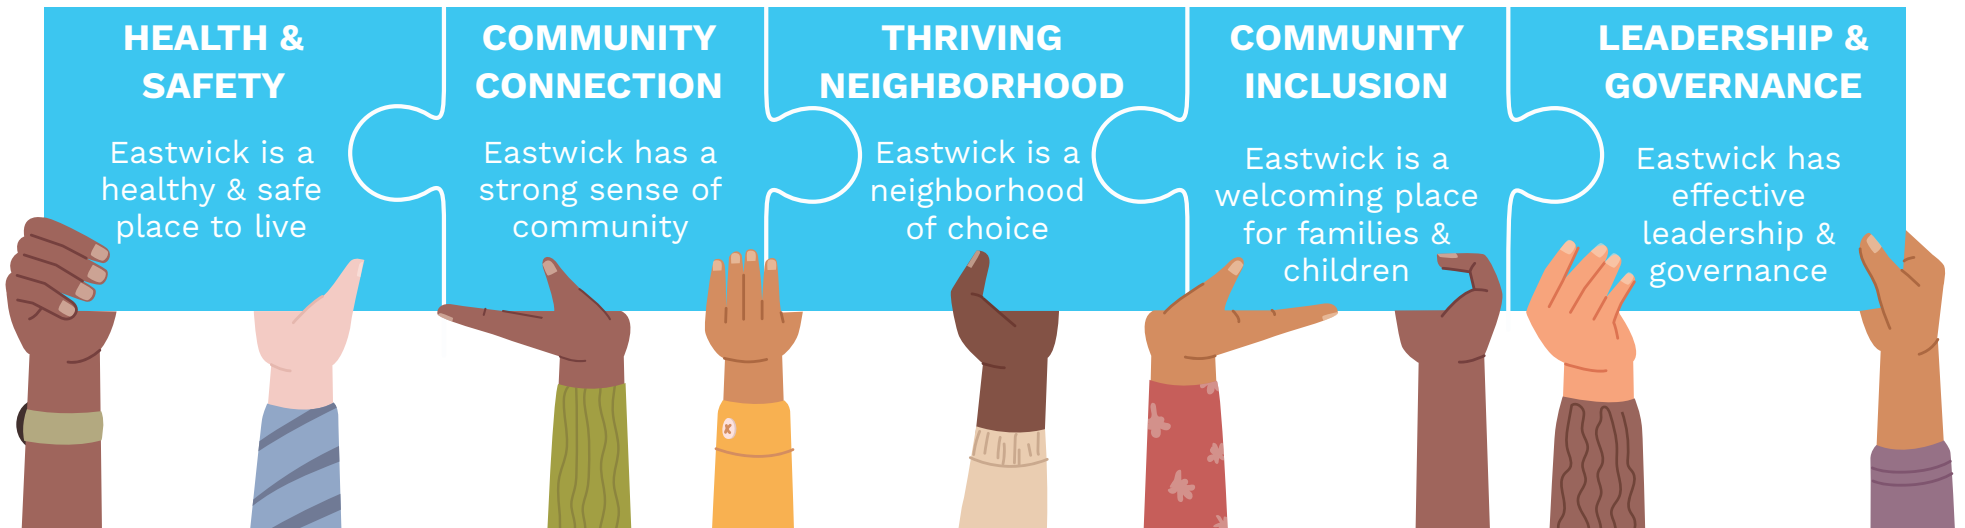 HEALTH &
SAFETY
Eastwick is a
healthy & safe
place to live
COMMUNITY
CONNECTION
Eastwick has a
strong sense of
community
THRIVING
NEIGHBORHOOD
Eastwick is a
neighborhood
of choice
COMMUNITY
INCLUSION
Eastwick is a
welcoming place
for families &
children
LEADERSHIP &
GOVERNANCE
Eastwick has
effective
leadership &
governance